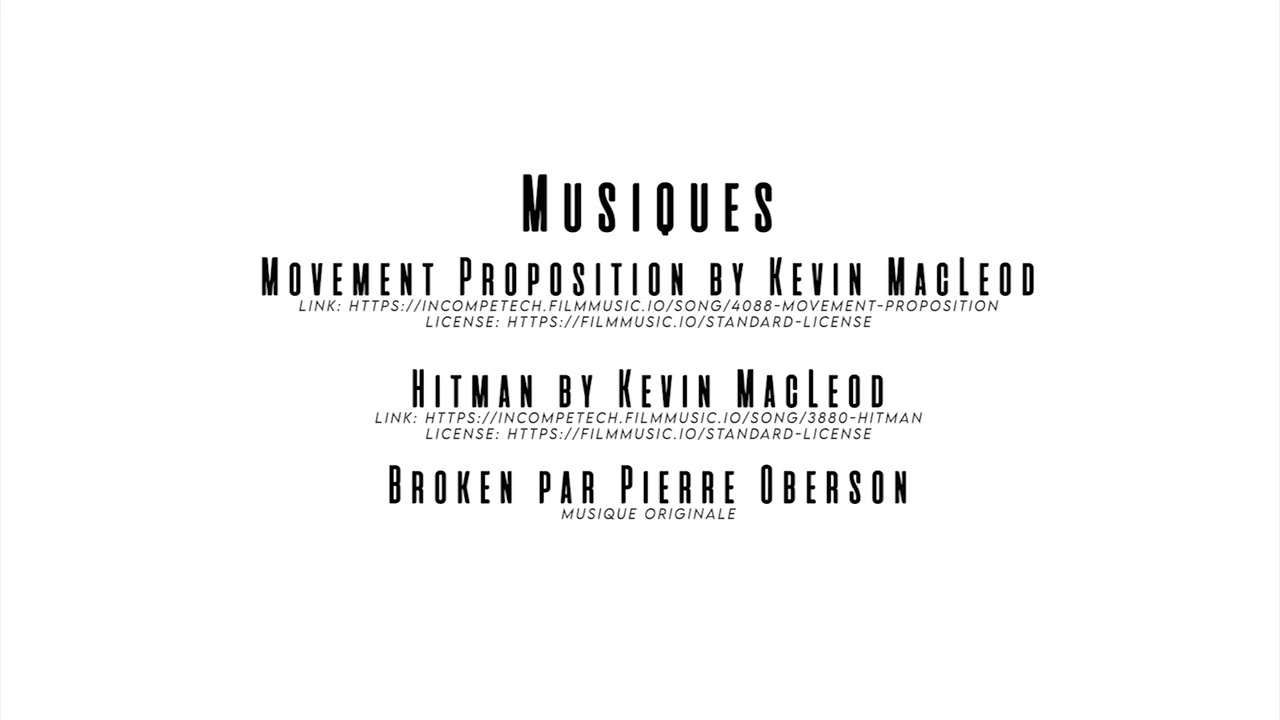 Musiques
Movement Proposition by Kevin MacLeod
LINK: HTTPS://INCOMPETECH.FILMMUSIC.IO/SONG/4088-MOVEMENT-PROPOSITION
LICENSE: HTTPS://FILMMUSIC.IO/STANDARD-LICENSE
Hitman by Kevin MacLeod
LINK: HTTPS://INCOMPETECH.FILMMUSIC.IO/SONG/3880-HITMAN
LICENSE: HTTPS://FILMMUSIC.IO/STANDARD-LICENSE
Broken par Pierre Oberson
MUSIQUE ORIGINALE